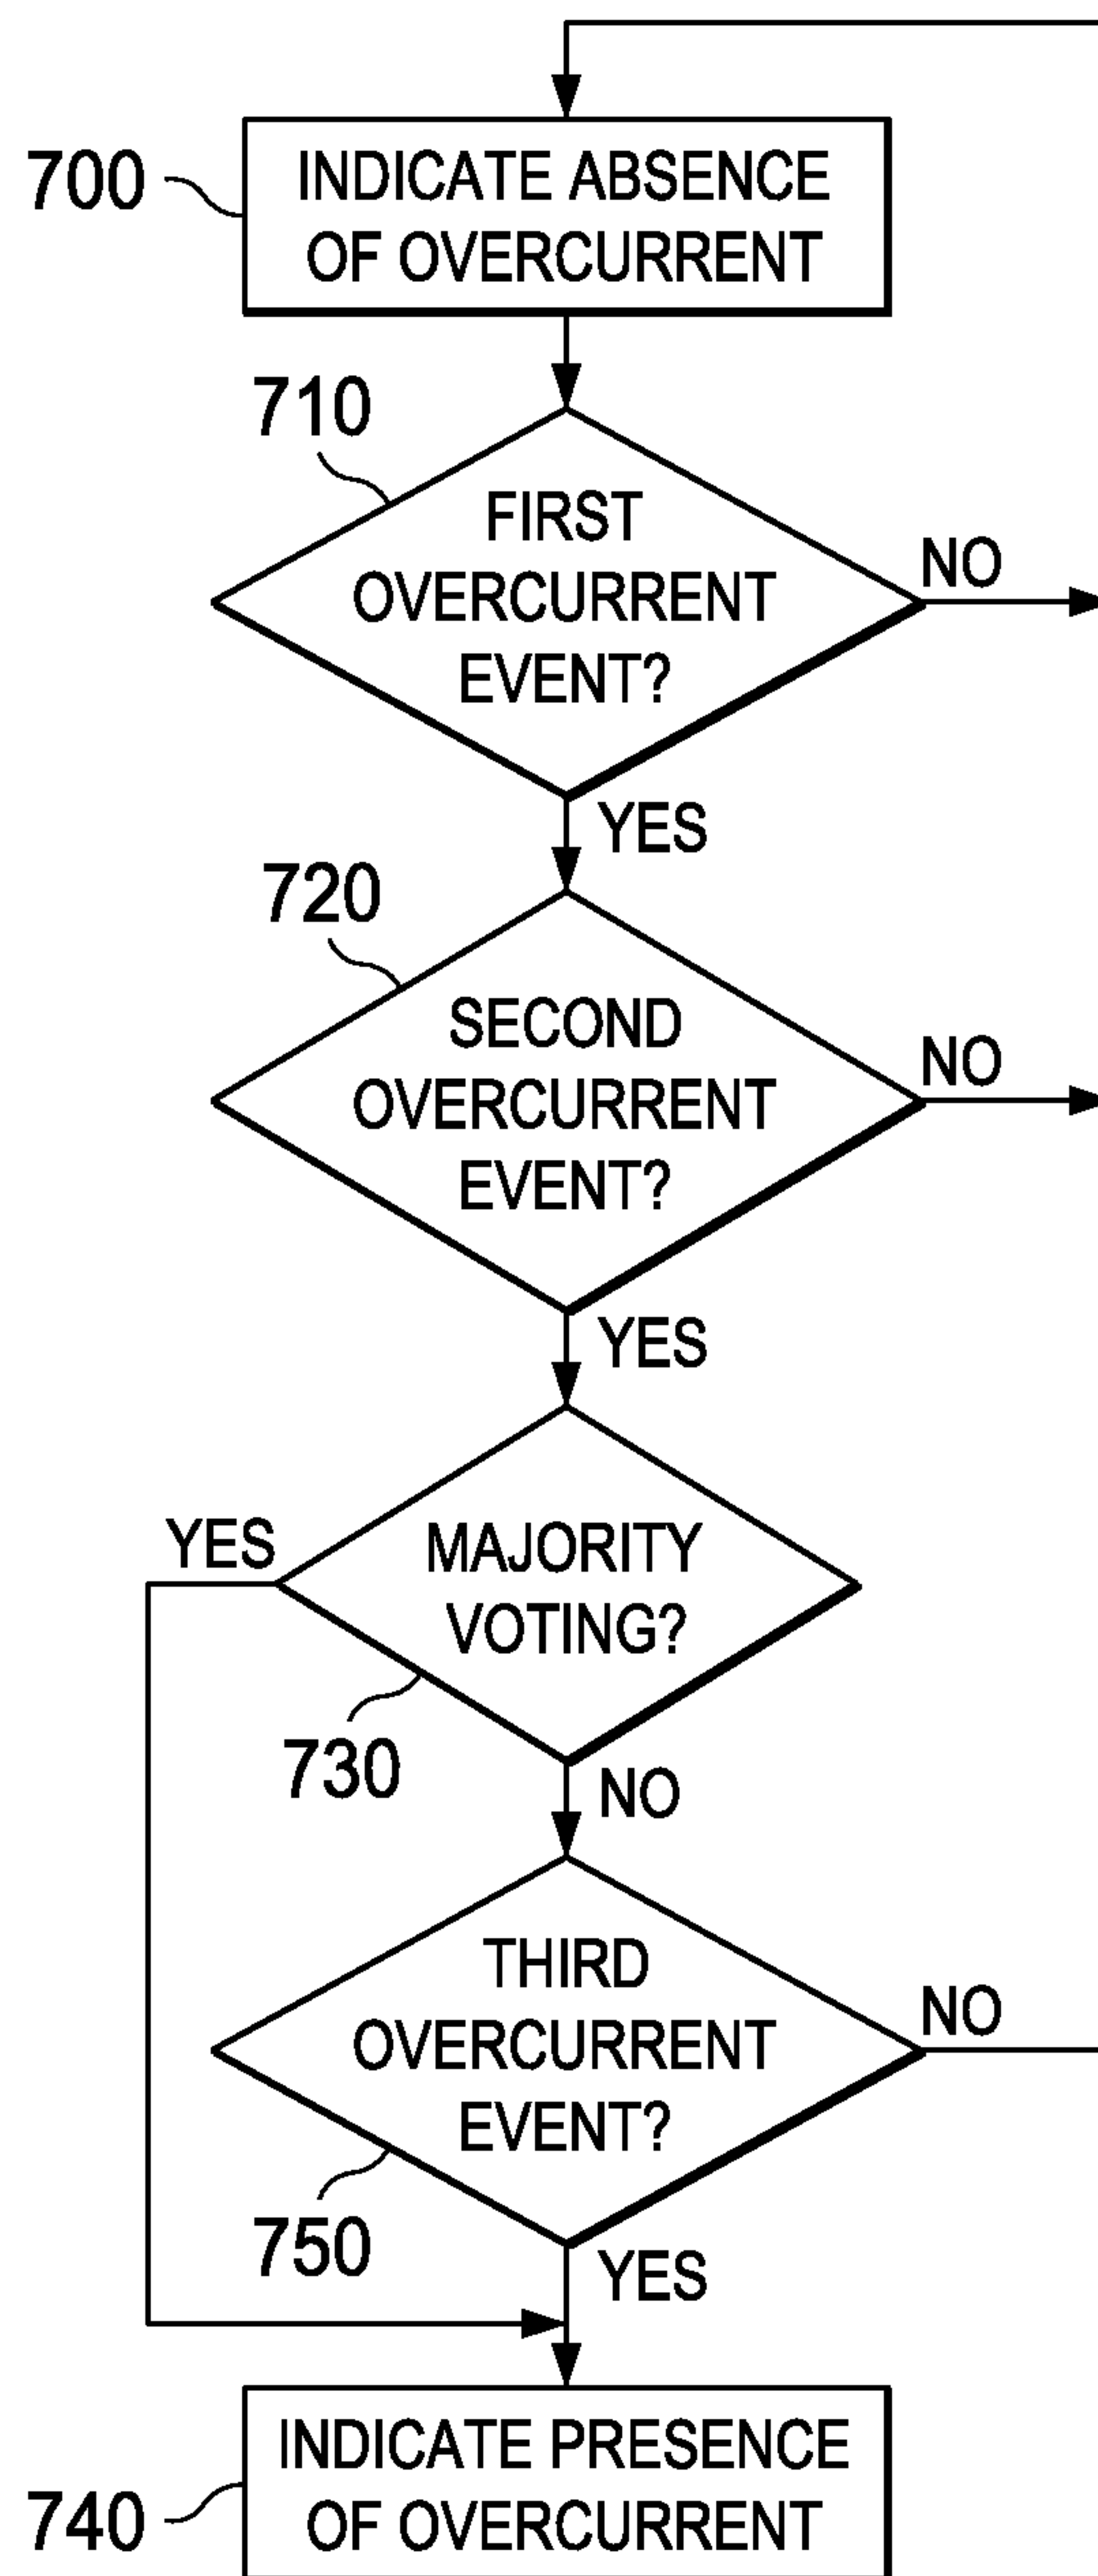 700
INDICATE ABSENCE
OF OVERCURRENT
710
FIRST
OVERCURRENT
EVENT?
NO
YES
720
SECOND
OVERCURRENT
EVENT?
NO
YES
YES
MAJORITY
VOTING?
730
NO
THIRD
OVERCURRENT
EVENT?
NO
750
YES
INDICATE PRESENCE
OF OVERCURRENT
740